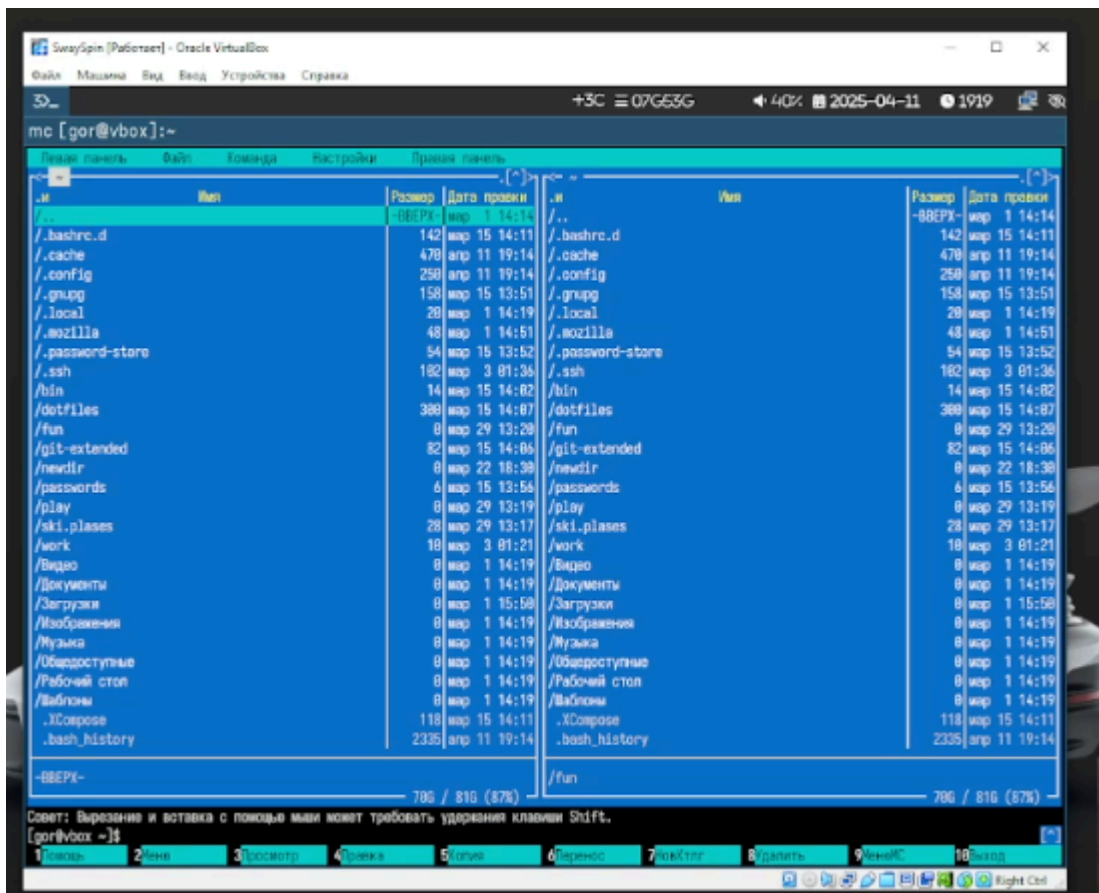 SwaySpin [Работает] - Oracle VirtualBox
Файл Машина Вид Ввод Устройства Справка
+3C 07G63G 40% 2025-04-11 1919
mc [gor@vbox]:~
Левая панель Файл Команда Настройки Правая панель
<- ~ .[^]> <- ~ .[^]>
.и Имя Размер Дата правки .и Имя Размер Дата правки
/.. -ВВЕРХ- мар 1 14:14 /.. -ВВЕРХ- мар 1 14:14
/.bashrc.d 142 мар 15 14:11 /.bashrc.d 142 мар 15 14:11
/.cache 470 апр 11 19:14 /.cache 470 апр 11 19:14
/.config 250 апр 11 19:14 /.config 250 апр 11 19:14
/.gnupg 158 мар 15 13:51 /.gnupg 158 мар 15 13:51
/.local 20 мар 1 14:19 /.local 20 мар 1 14:19
/.mozilla 48 мар 1 14:51 /.mozilla 48 мар 1 14:51
/.password-store 54 мар 15 13:52 /.password-store 54 мар 15 13:52
/.ssh 102 мар 3 01:36 /.ssh 102 мар 3 01:36
/bin 14 мар 15 14:02 /bin 14 мар 15 14:02
/dotfiles 300 мар 15 14:07 /dotfiles 300 мар 15 14:07
/fun 0 мар 29 13:20 /fun 0 мар 29 13:20
/git-extended 82 мар 15 14:06 /git-extended 82 мар 15 14:06
/newdir 0 мар 22 18:30 /newdir 0 мар 22 18:30
/passwords 6 мар 15 13:56 /passwords 6 мар 15 13:56
/play 0 мар 29 13:19 /play 0 мар 29 13:19
/ski.plases 28 мар 29 13:17 /ski.plases 28 мар 29 13:17
/work 10 мар 3 01:21 /work 10 мар 3 01:21
/Видео 0 мар 1 14:19 /Видео 0 мар 1 14:19
/Документы 0 мар 1 14:19 /Документы 0 мар 1 14:19
/Загрузки 0 мар 1 15:50 /Загрузки 0 мар 1 15:50
/Изображения 0 мар 1 14:19 /Изображения 0 мар 1 14:19
/Музыка 0 мар 1 14:19 /Музыка 0 мар 1 14:19
/Общедоступные 0 мар 1 14:19 /Общедоступные 0 мар 1 14:19
/Рабочий стол 0 мар 1 14:19 /Рабочий стол 0 мар 1 14:19
/Шаблоны 0 мар 1 14:19 /Шаблоны 0 мар 1 14:19
.XCompose 118 мар 15 14:11 .XCompose 118 мар 15 14:11
.bash_history 2335 апр 11 19:14 .bash_history 2335 апр 11 19:14
-ВВЕРХ- /fun
70G / 81G (87%) 70G / 81G (87%)
Совет: Вырезание и вставка с помощью мыши может требовать удержания клавиши Shift.
[gor@vbox ~]$ [^]
1Помощь 2Меню 3Просмотр 4Правка 5Копия 6Перенос 7НовКтлг 8Удалить 9МенюMC 10Выход
Right Ctrl